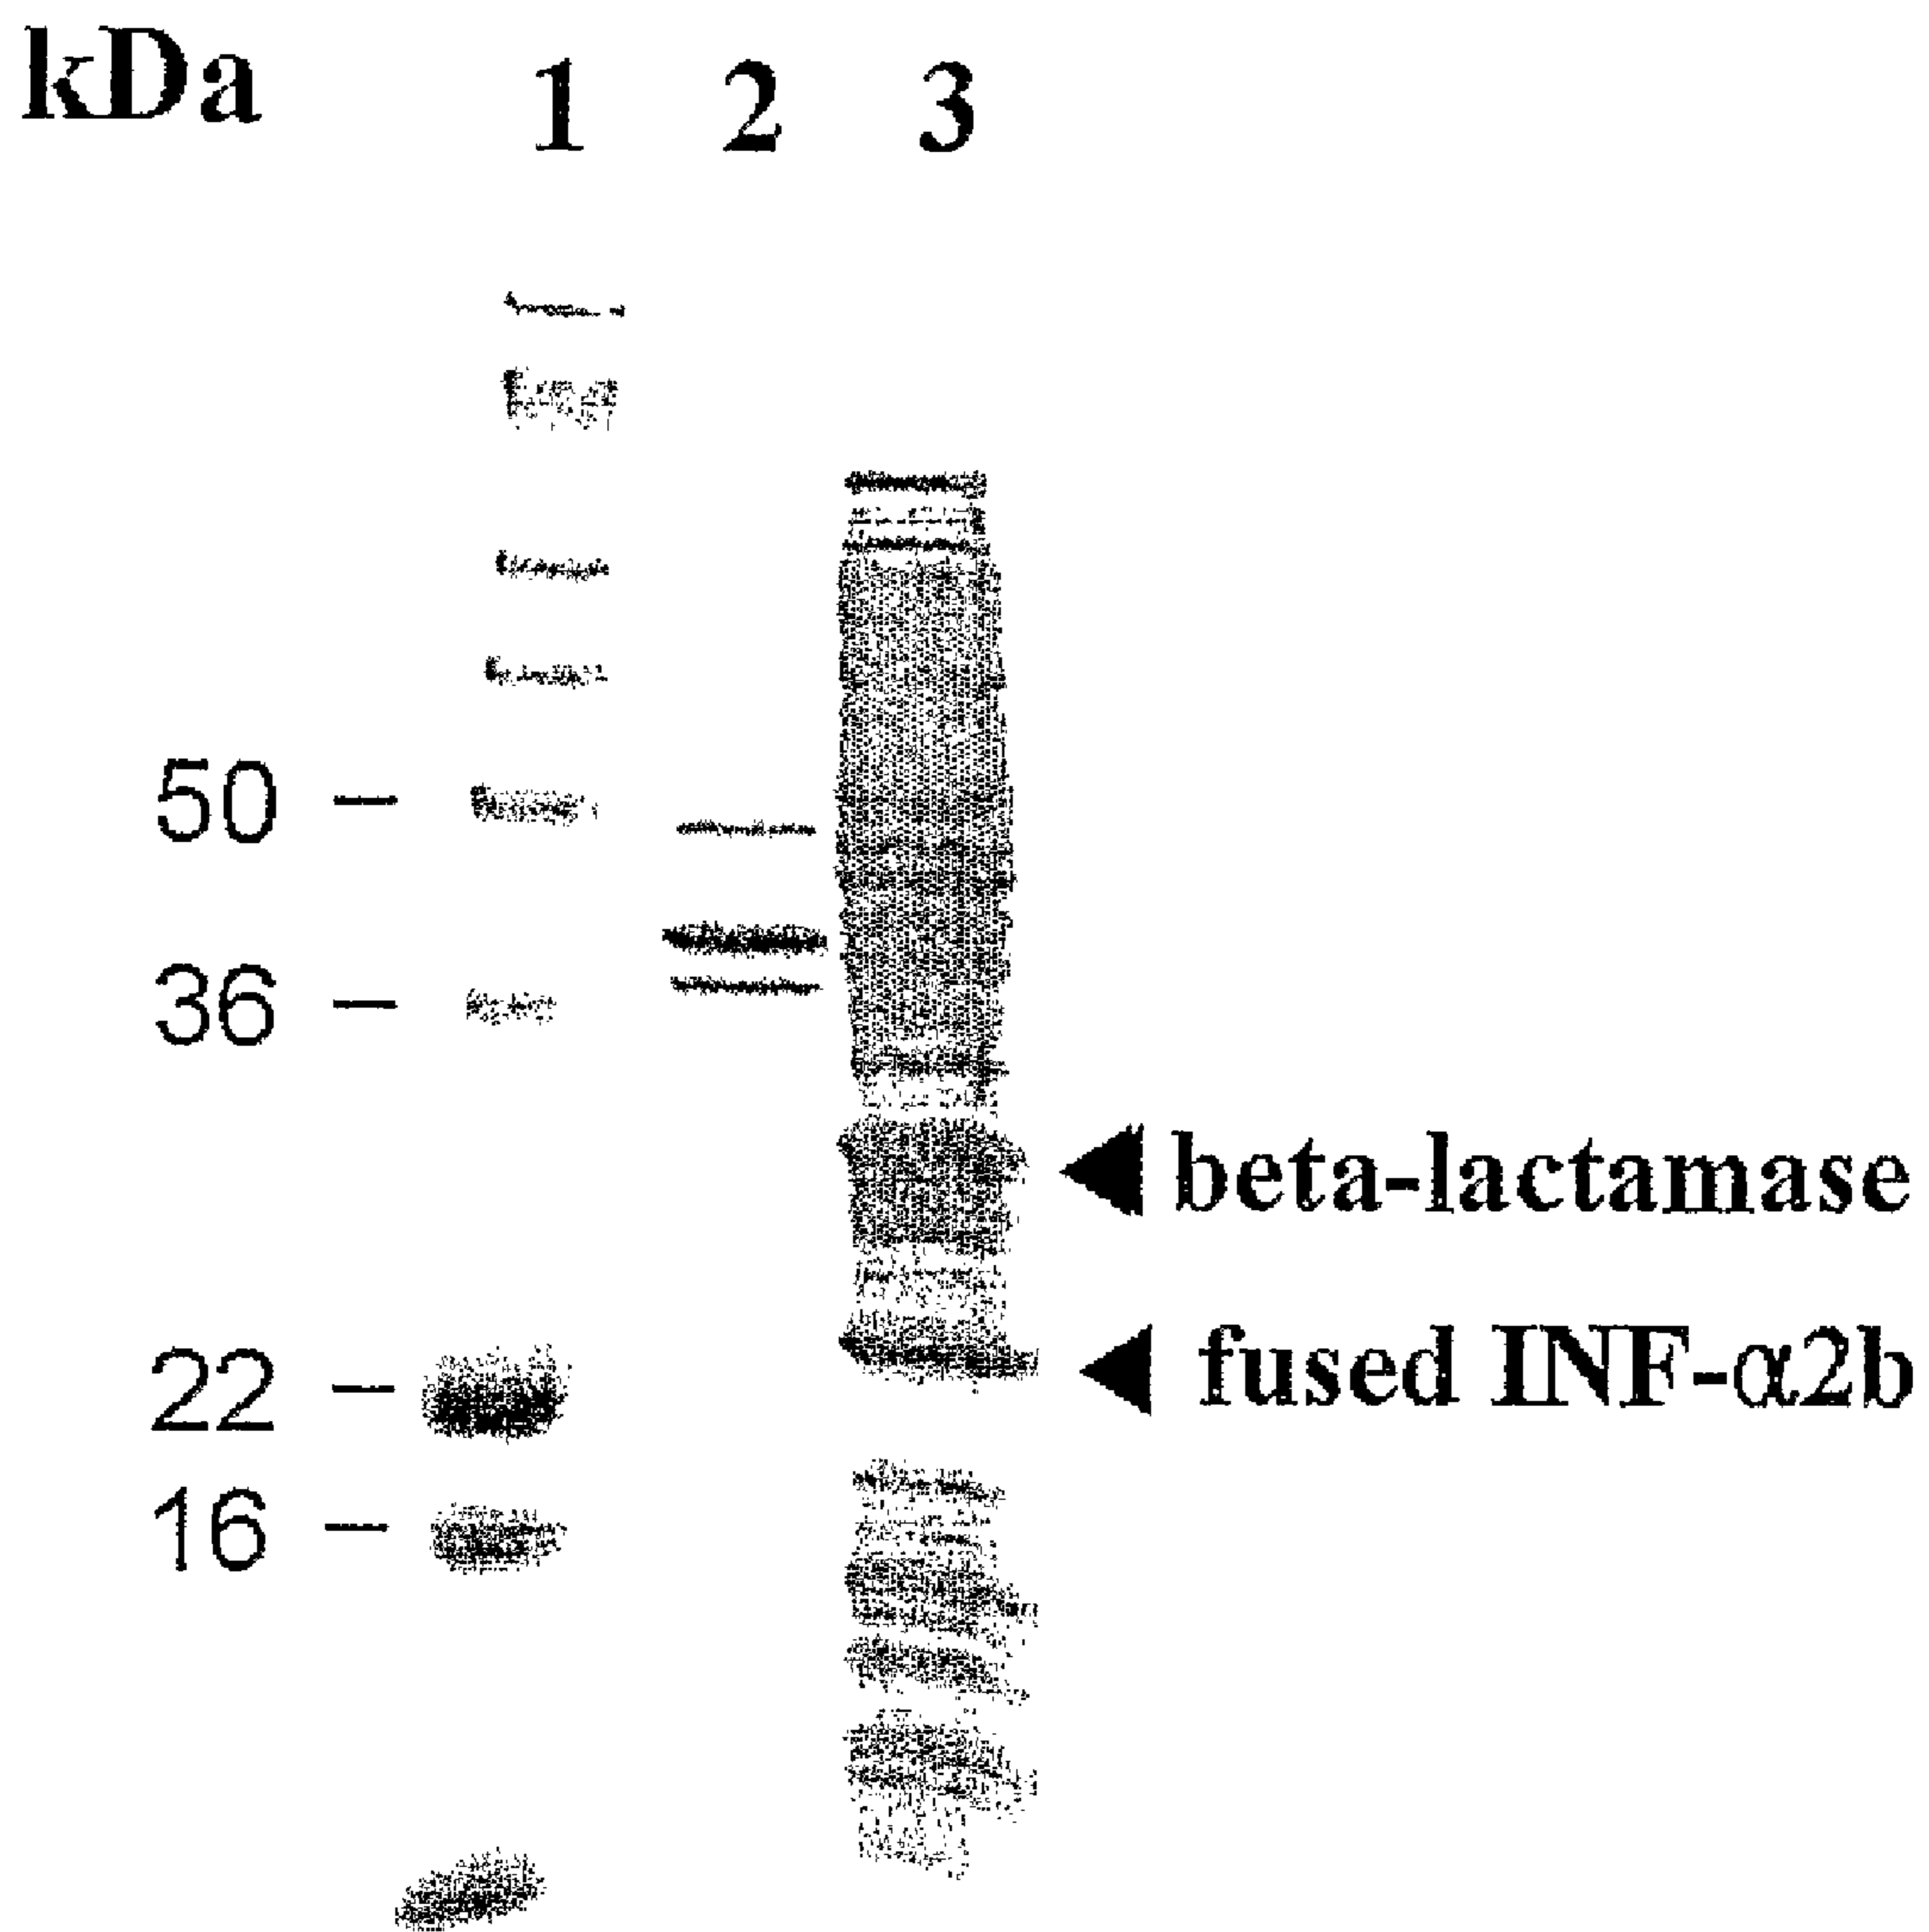 kDa 1 2 3
50
36
beta-lactamase
22 fused INF-α2b
16